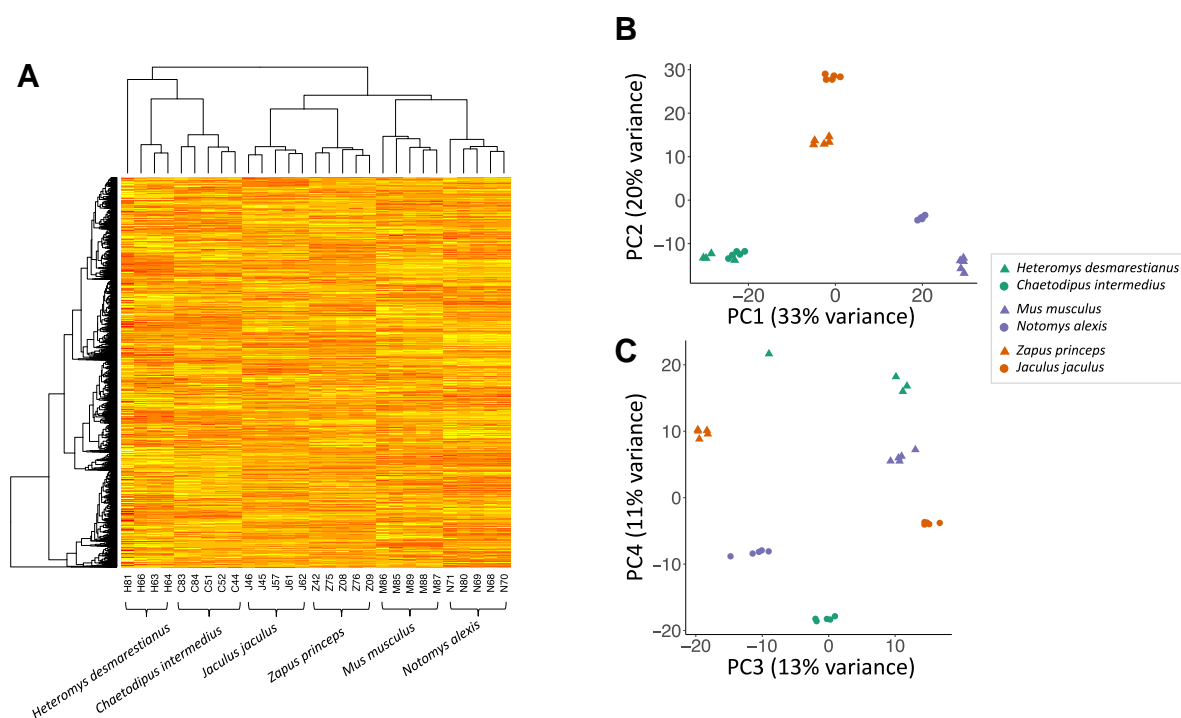 A
H81
H66
H63
H64
C83
C84
C51
C52
C44
J46
J45
J57
J61
J62
Z42
Z75
Z08
Z76
Z09
M86
M85
M89
M88
M87
N71
N80
N69
N68
N70
Heteromys desmarestianus
Chaetodipus intermedius
Jaculus jaculus
Zapus princeps
Mus musculus
Notomys alexis
B
PC2 (20% variance)
30
20
10
0
−10
−20
0
20
PC1 (33% variance)
C
PC4 (11% variance)
20
10
0
−10
−20
−20
−10
0
10
PC3 (13% variance)
Heteromys desmarestianus
Chaetodipus intermedius
Mus musculus
Notomys alexis
Zapus princeps
Jaculus jaculus